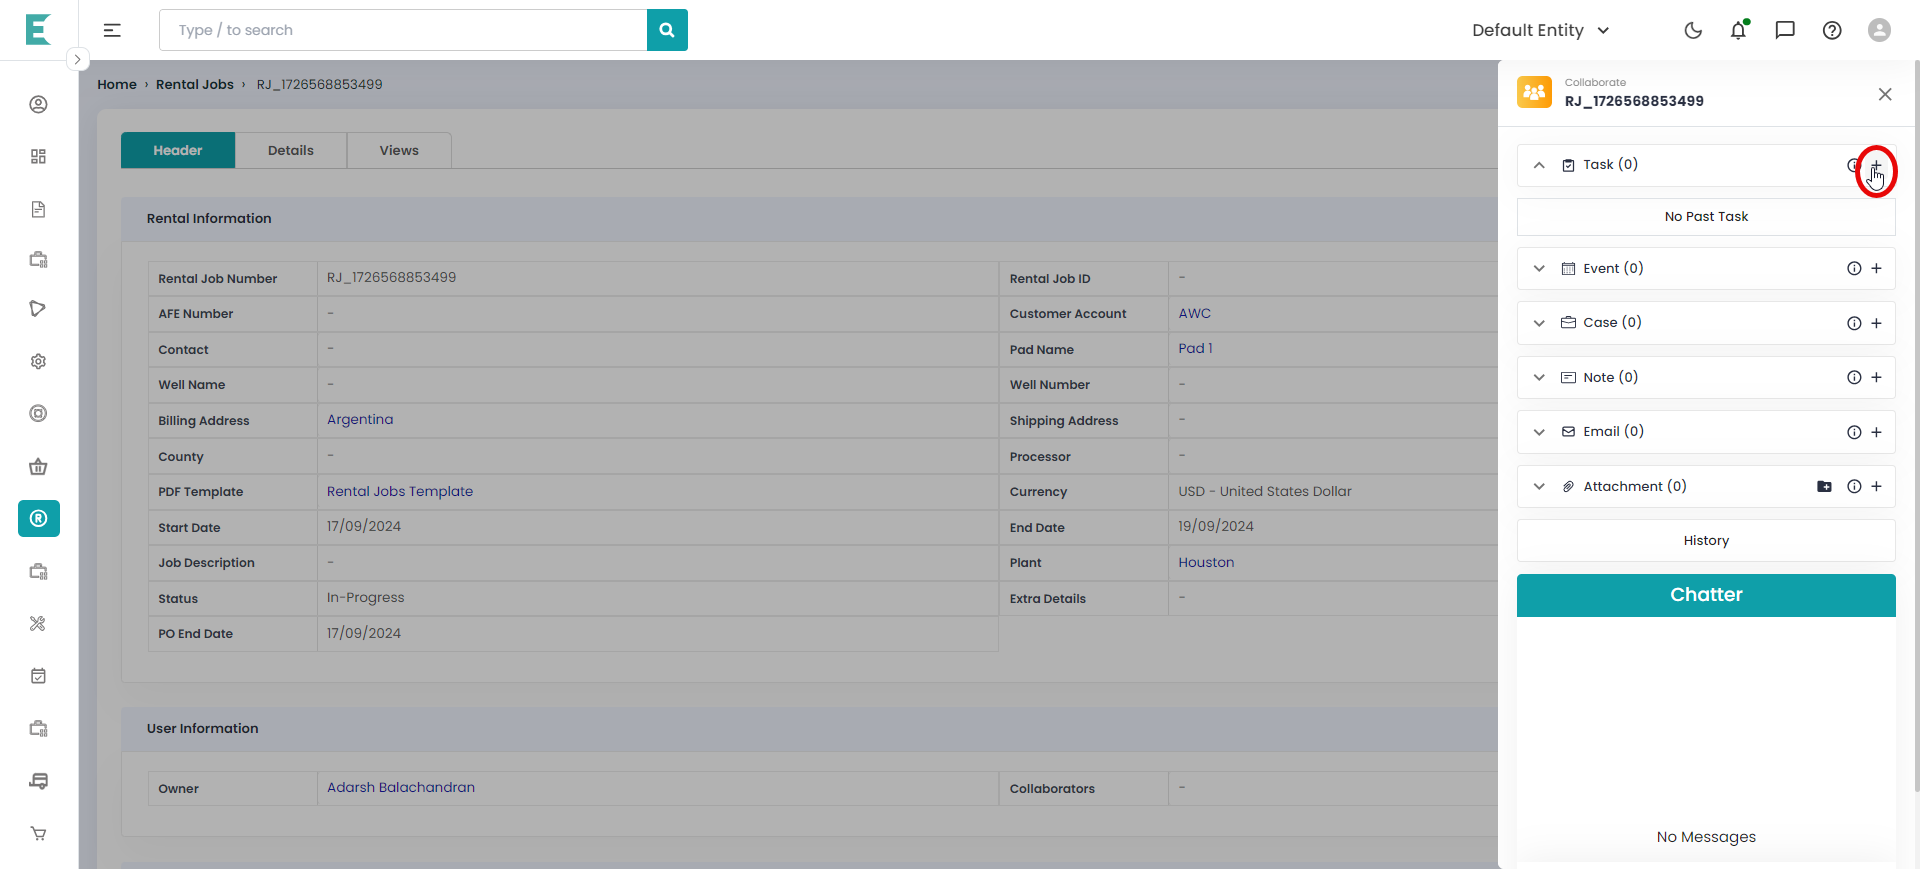 Type / to search
Default Entity
Home › Rental Jobs › RJ_1726568853499
Header Details Views
Rental Information
Rental Job Number RJ_1726568853499 Rental Job ID -
AFE Number - Customer Account AWC
Contact - Pad Name Pad 1
Well Name - Well Number -
Billing Address Argentina Shipping Address -
County - Processor -
PDF Template Rental Jobs Template Currency USD - United States Dollar
Start Date 17/09/2024 End Date 19/09/2024
Job Description - Plant Houston
Status In-Progress Extra Details -
PO End Date 17/09/2024
User Information
Owner Adarsh Balachandran Collaborators -
Collaborate
RJ_1726568853499
Task (0)
No Past Task
Event (0)
Case (0)
Note (0)
Email (0)
Attachment (0)
History
Chatter
No Messages